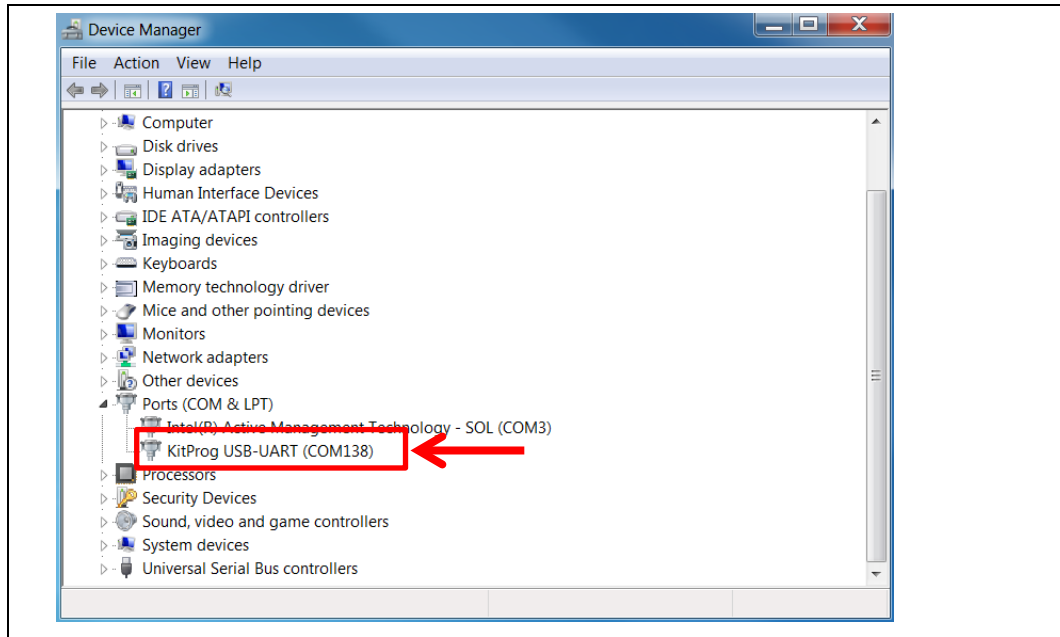 Device Manager
File Action View Help
Computer
Disk drives
Display adapters
Human Interface Devices
IDE ATA/ATAPI controllers
Imaging devices
Keyboards
Memory technology driver
Mice and other pointing devices
Monitors
Network adapters
Other devices
Ports (COM & LPT)
Intel(R) Active Management Technology - SOL (COM3)
KitProg USB-UART (COM138)
Processors
Security Devices
Sound, video and game controllers
System devices
Universal Serial Bus controllers